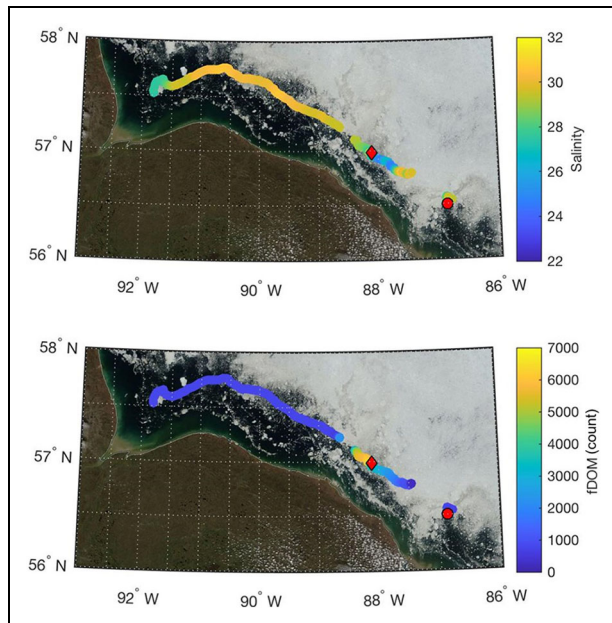 58° N
57° N
56° N
92° W
90° W
88° W
86° W
32
30
28
26
24
22
Salinity
58° N
57° N
56° N
92° W
90° W
88° W
86° W
7000
6000
5000
4000
3000
2000
1000
0
fDOM (count)